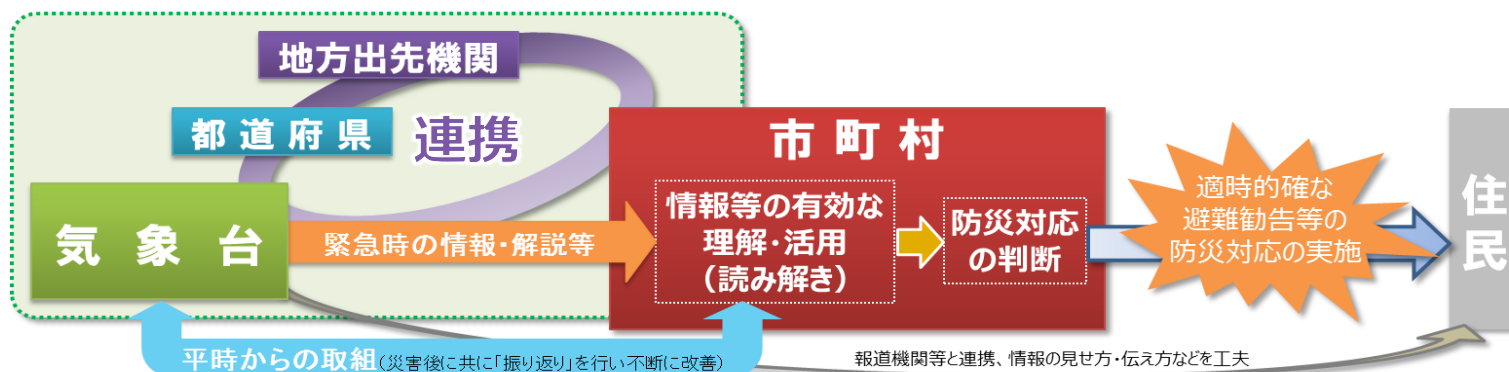 地方出先機関
都道府県
連携
市町村
気象台
緊急時の情報・解説等
情報等の有効な
理解・活用
（読み解き）
防災対応
の判断
適時的確な
避難勧告等の
防災対応の実施
住民
平時からの取組(災害後に共に「振り返り」を行い不断に改善)
報道機関等と連携、情報の見せ方・伝え方などを工夫